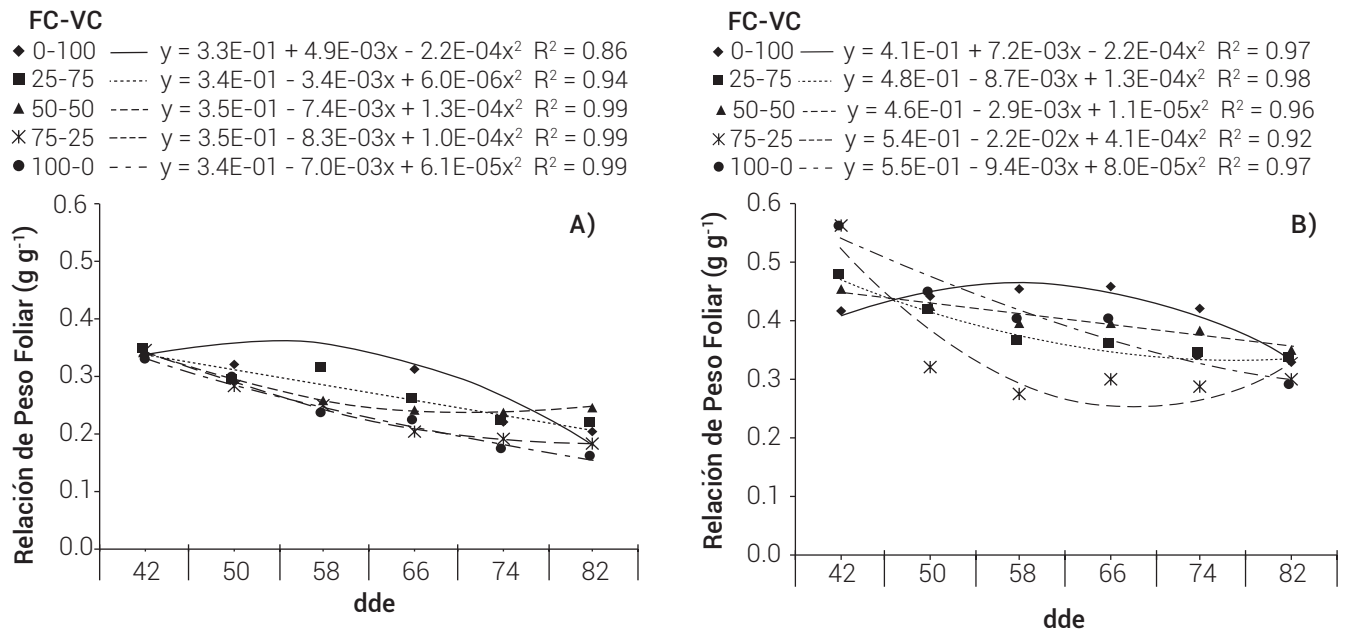 FC-VC
0-100 y = 3.3E-01 + 4.9E-03x - 2.2E-04x² R² = 0.86
25-75 y = 3.4E-01 - 3.4E-03x + 6.0E-06x² R² = 0.94
50-50 y = 3.5E-01 - 7.4E-03x + 1.3E-04x² R² = 0.99
75-25 y = 3.5E-01 - 8.3E-03x + 1.0E-04x² R² = 0.99
100-0 y = 3.4E-01 - 7.0E-03x + 6.1E-05x² R² = 0.99
A)
Relación de Peso Foliar (g g⁻¹)
0.6
0.5
0.4
0.3
0.2
0.1
0.0
42 50 58 66 74 82
dde
FC-VC
0-100 y = 4.1E-01 + 7.2E-03x - 2.2E-04x² R² = 0.97
25-75 y = 4.8E-01 - 8.7E-03x + 1.3E-04x² R² = 0.98
50-50 y = 4.6E-01 - 2.9E-03x + 1.1E-05x² R² = 0.96
75-25 y = 5.4E-01 - 2.2E-02x + 4.1E-04x² R² = 0.92
100-0 y = 5.5E-01 - 9.4E-03x + 8.0E-05x² R² = 0.97
B)
Relación de Peso Foliar (g g⁻¹)
0.6
0.5
0.4
0.3
0.2
0.1
0.0
42 50 58 66 74 82
dde